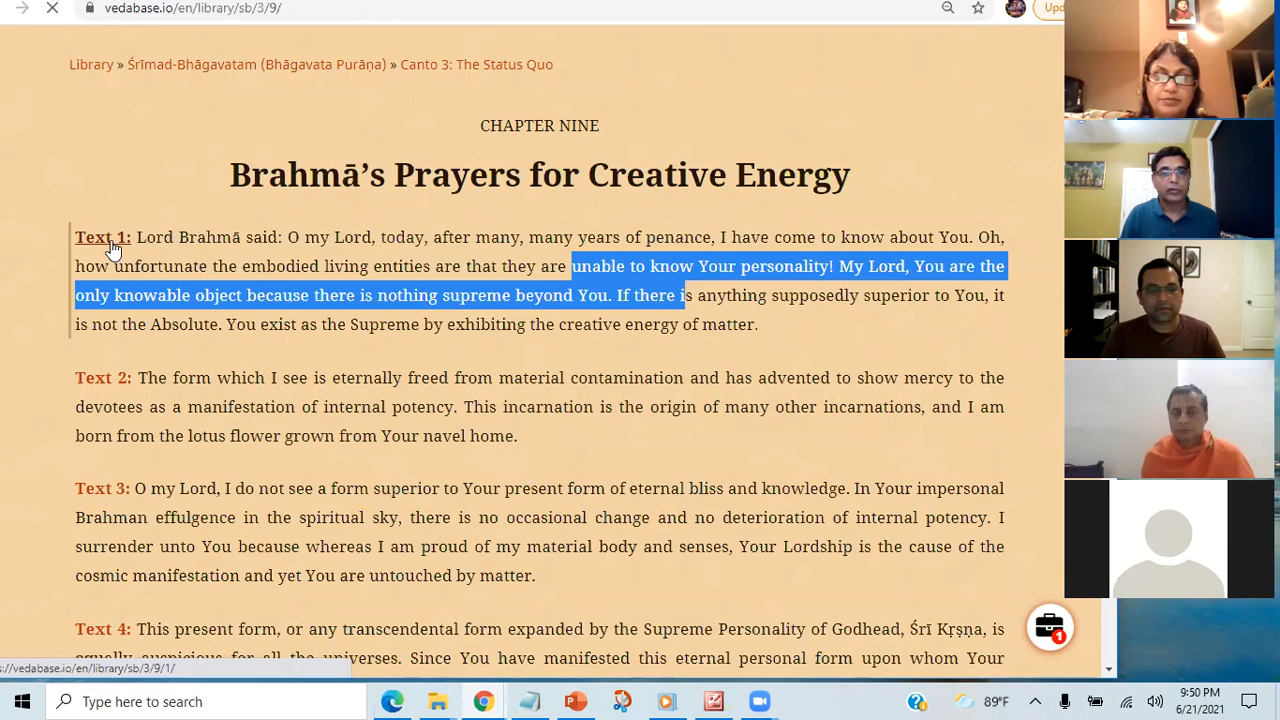 vedabase.io/en/library/sb/3/9/
Library » Śrīmad-Bhāgavatam (Bhāgavata Purāṇa) » Canto 3: The Status Quo
CHAPTER NINE
Brahmā’s Prayers for Creative Energy
Text 1: Lord Brahmā said: O my Lord, today, after many, many years of penance, I have come to know about You. Oh,
how unfortunate the embodied living entities are that they are unable to know Your personality! My Lord, You are the
only knowable object because there is nothing supreme beyond You. If there is anything supposedly superior to You, it
is not the Absolute. You exist as the Supreme by exhibiting the creative energy of matter.
Text 2: The form which I see is eternally freed from material contamination and has advented to show mercy to the
devotees as a manifestation of internal potency. This incarnation is the origin of many other incarnations, and I am
born from the lotus flower grown from Your navel home.
Text 3: O my Lord, I do not see a form superior to Your present form of eternal bliss and knowledge. In Your impersonal
Brahman effulgence in the spiritual sky, there is no occasional change and no deterioration of internal potency. I
surrender unto You because whereas I am proud of my material body and senses, Your Lordship is the cause of the
cosmic manifestation and yet You are untouched by matter.
Text 4: This present form, or any transcendental form expanded by the Supreme Personality of Godhead, Śrī Kṛṣṇa, is
equally auspicious for all the universes. Since You have manifested this eternal personal form upon whom Your
1
s://vedabase.io/en/library/sb/3/9/1/
Type here to search
89°F
9:50 PM
6/21/2021